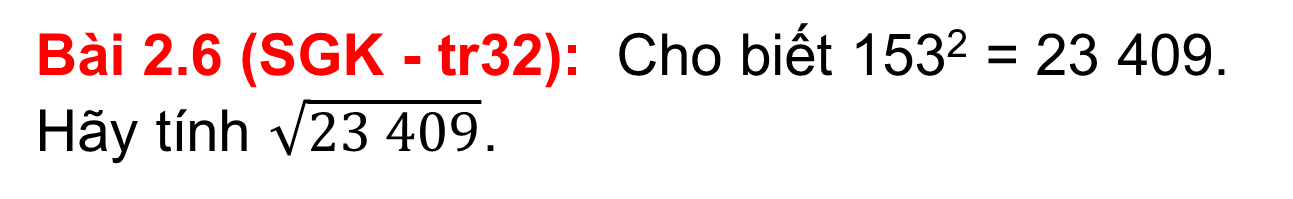 Bài 2.6 (SGK - tr32): Cho biết 153² = 23 409.
Hãy tính √23 409.